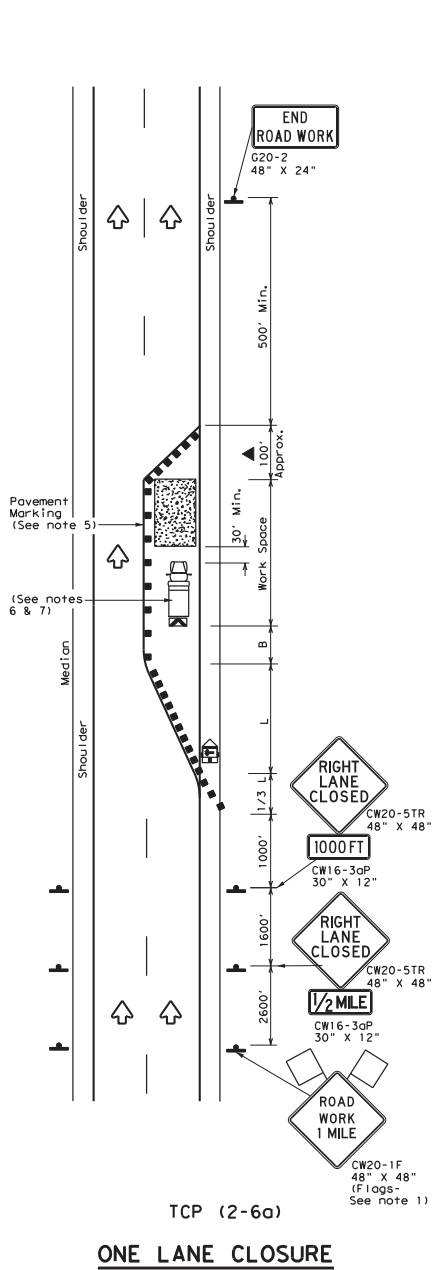 END
ROAD WORK
G20-2
48" X 24"
Shoulder
Shoulder
500' Min.
100'
Approx.
Pavement
Marking
(See note 5)
30' Min.
Work Space
(See notes
6 & 7)
B
Median
L
Shoulder
1/3 L
RIGHT
LANE
CLOSED
CW20-5TR
48" X 48"
1000 FT
CW16-3aP
30" X 12"
1000'
1600'
RIGHT
LANE
CLOSED
CW20-5TR
48" X 48"
1/2 MILE
CW16-3aP
30" X 12"
2600'
ROAD
WORK
1 MILE
CW20-1F
48" X 48"
(Flags-
See note 1)
TCP (2-6a)
ONE LANE CLOSURE